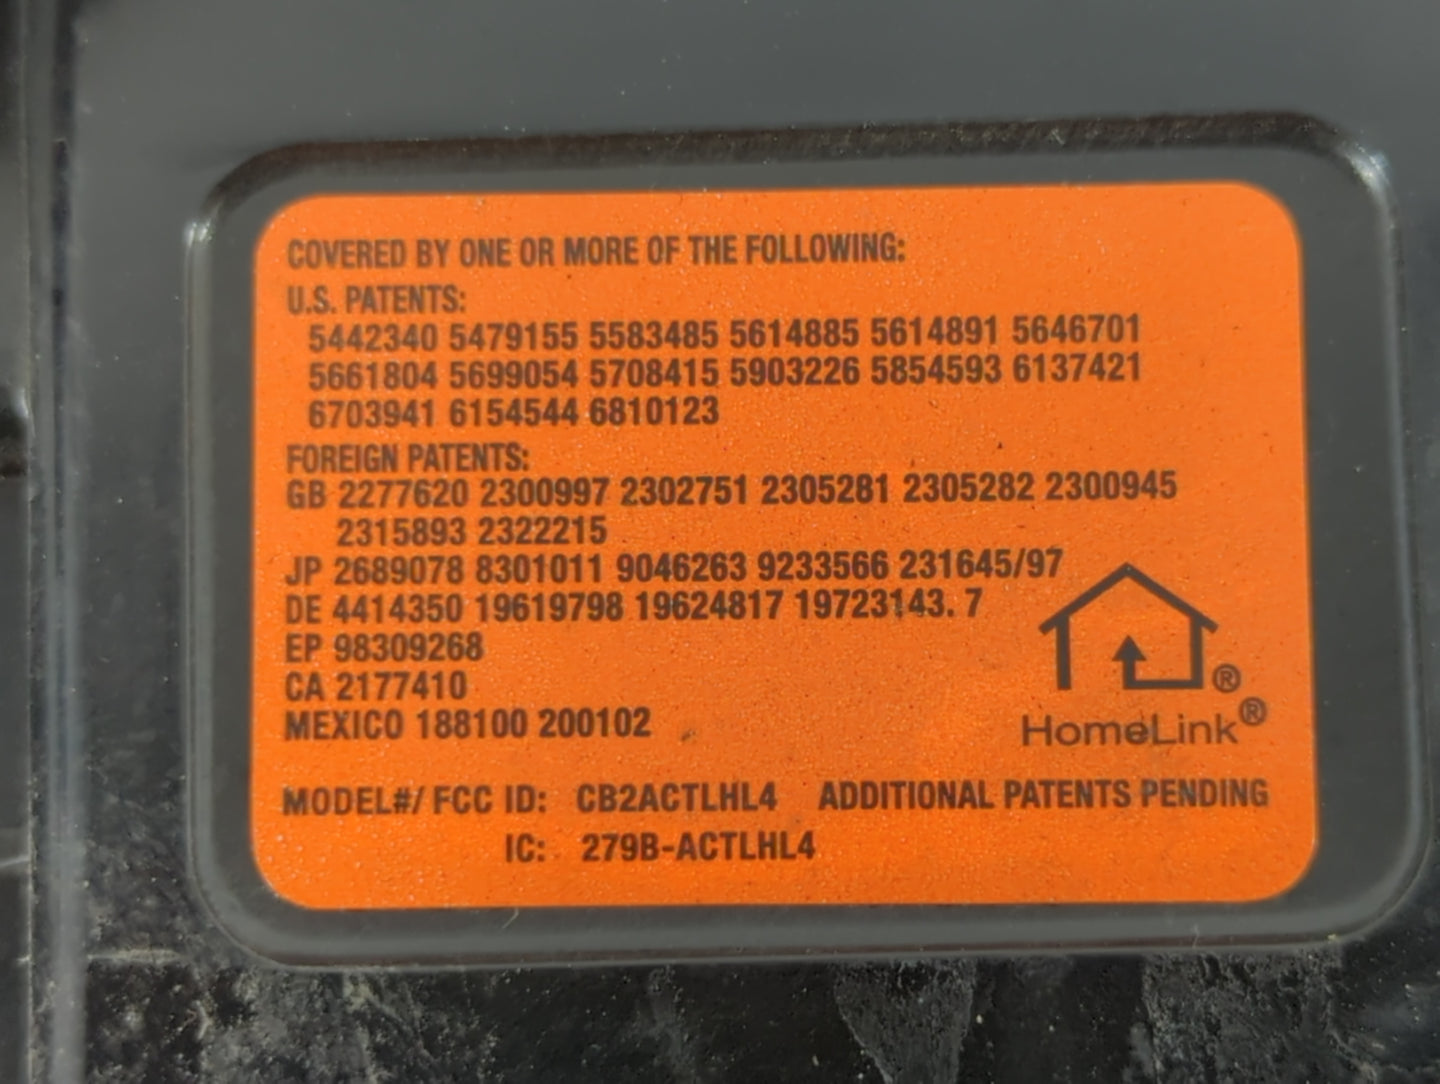 COVERED BY ONE OR MORE OF THE FOLLOWING:
U.S. PATENTS:
5442340 5479155 5583485 5614885 5614891 5646701
5661804 5699054 5708415 5903226 5854593 6137421
6703941 6154544 6810123
FOREIGN PATENTS:
GB 2277620 2300997 2302751 2305281 2305282 2300945
2315893 2322215
JP 2689078 8301011 9046263 9233566 231645/97
DE 4414350 19619798 19624817 19723143. 7
EP 98309268
CA 2177410
MEXICO 188100 200102
®
HomeLink®
MODEL#/ FCC ID: CB2ACTLHL4 ADDITIONAL PATENTS PENDING
IC: 279B-ACTLHL4